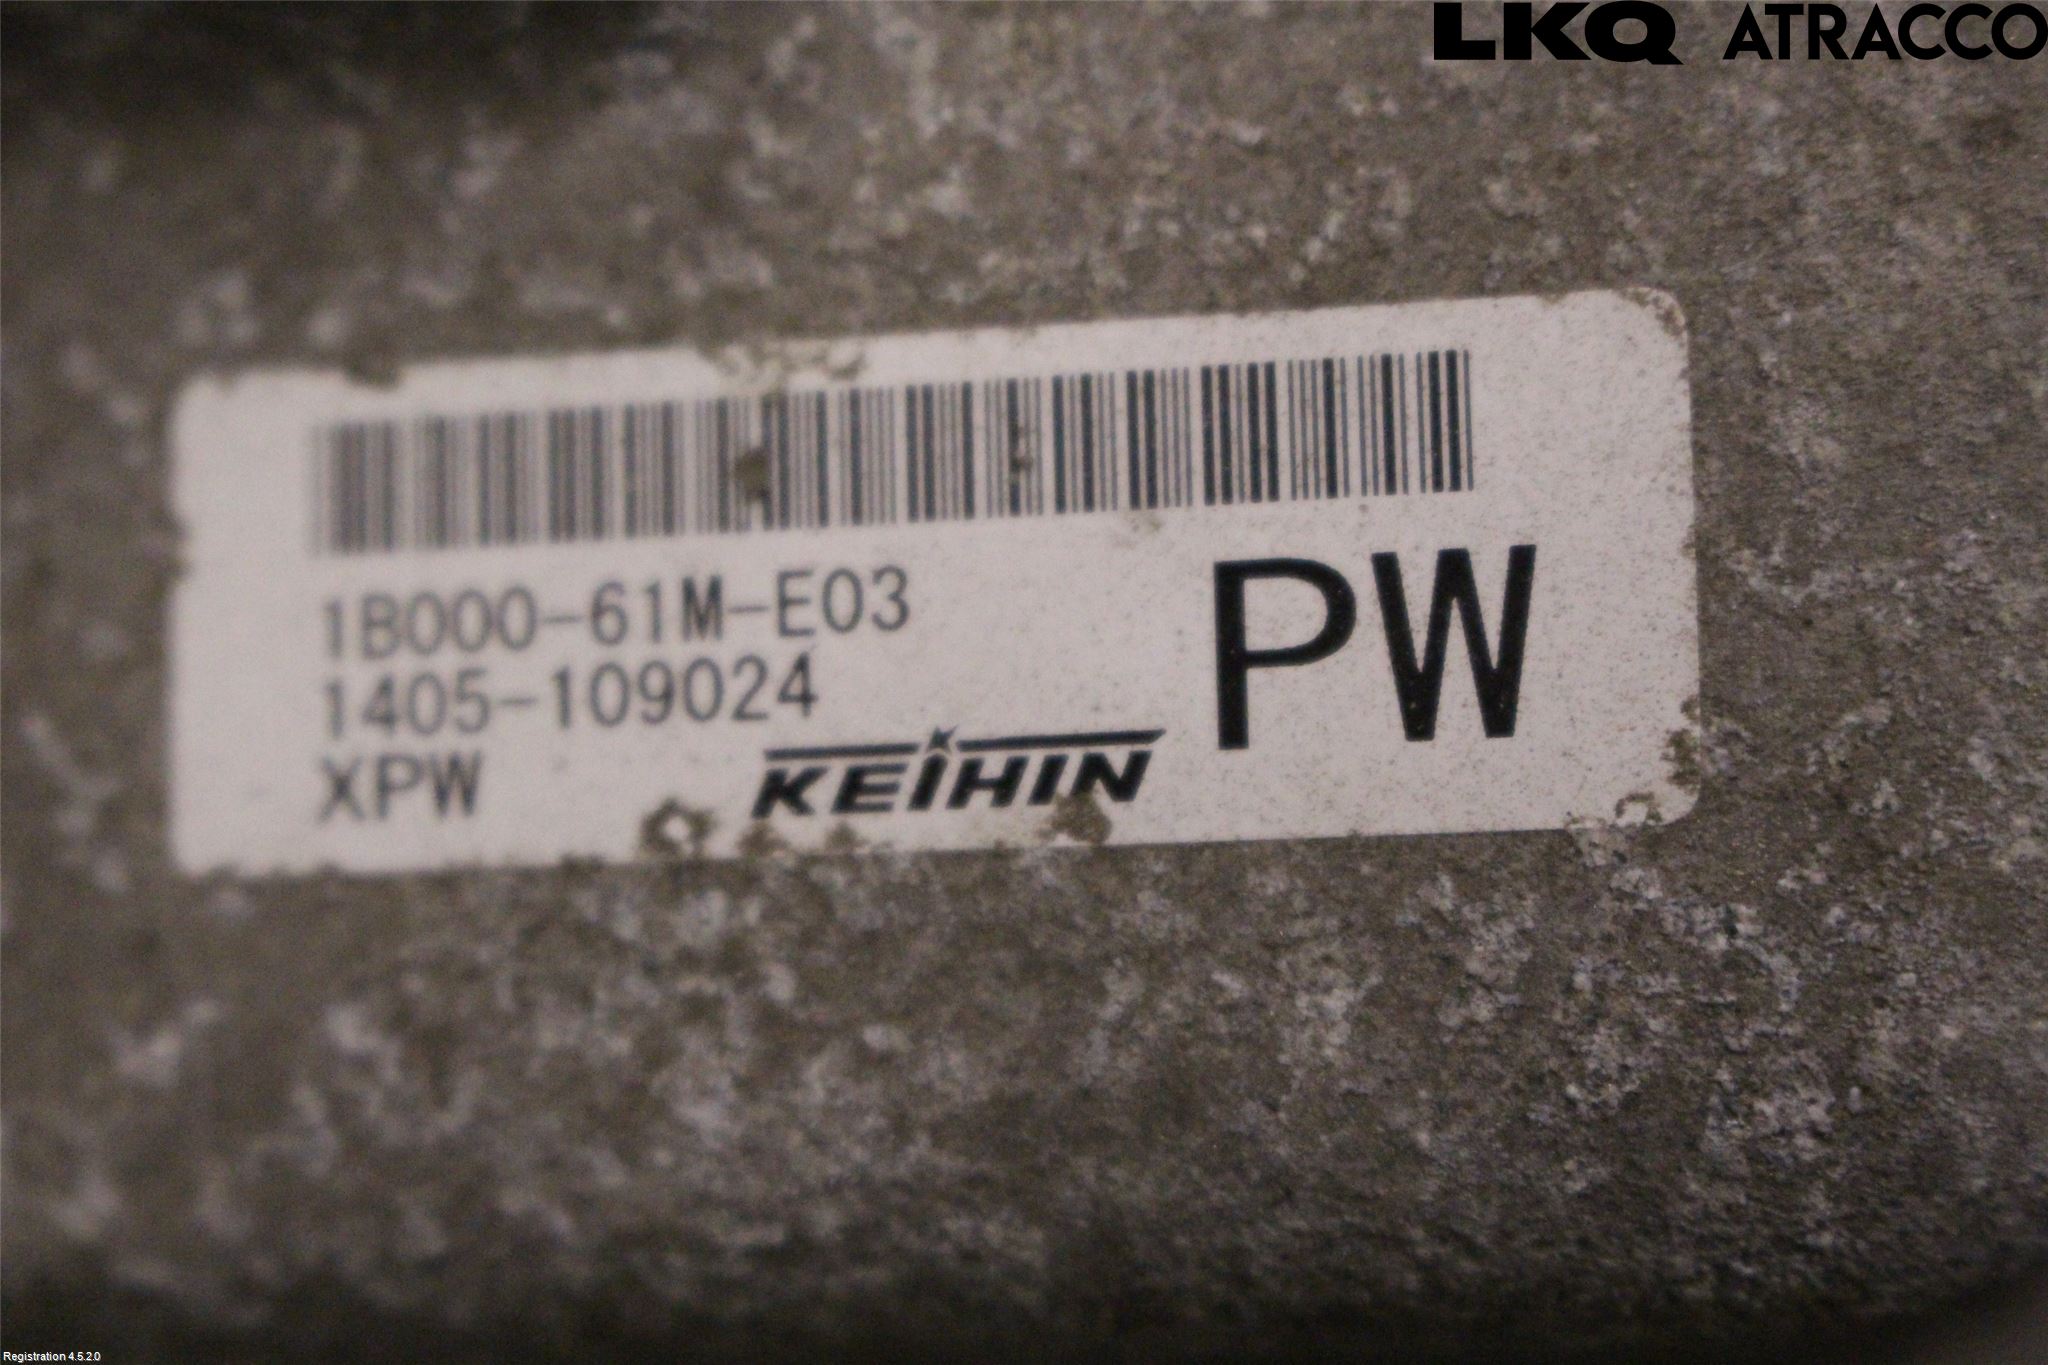 LKQ ATRACCO
1B000-61M-E03
1405-109024
XPW
KEIHIN
PW
Registration 4.5.2.0